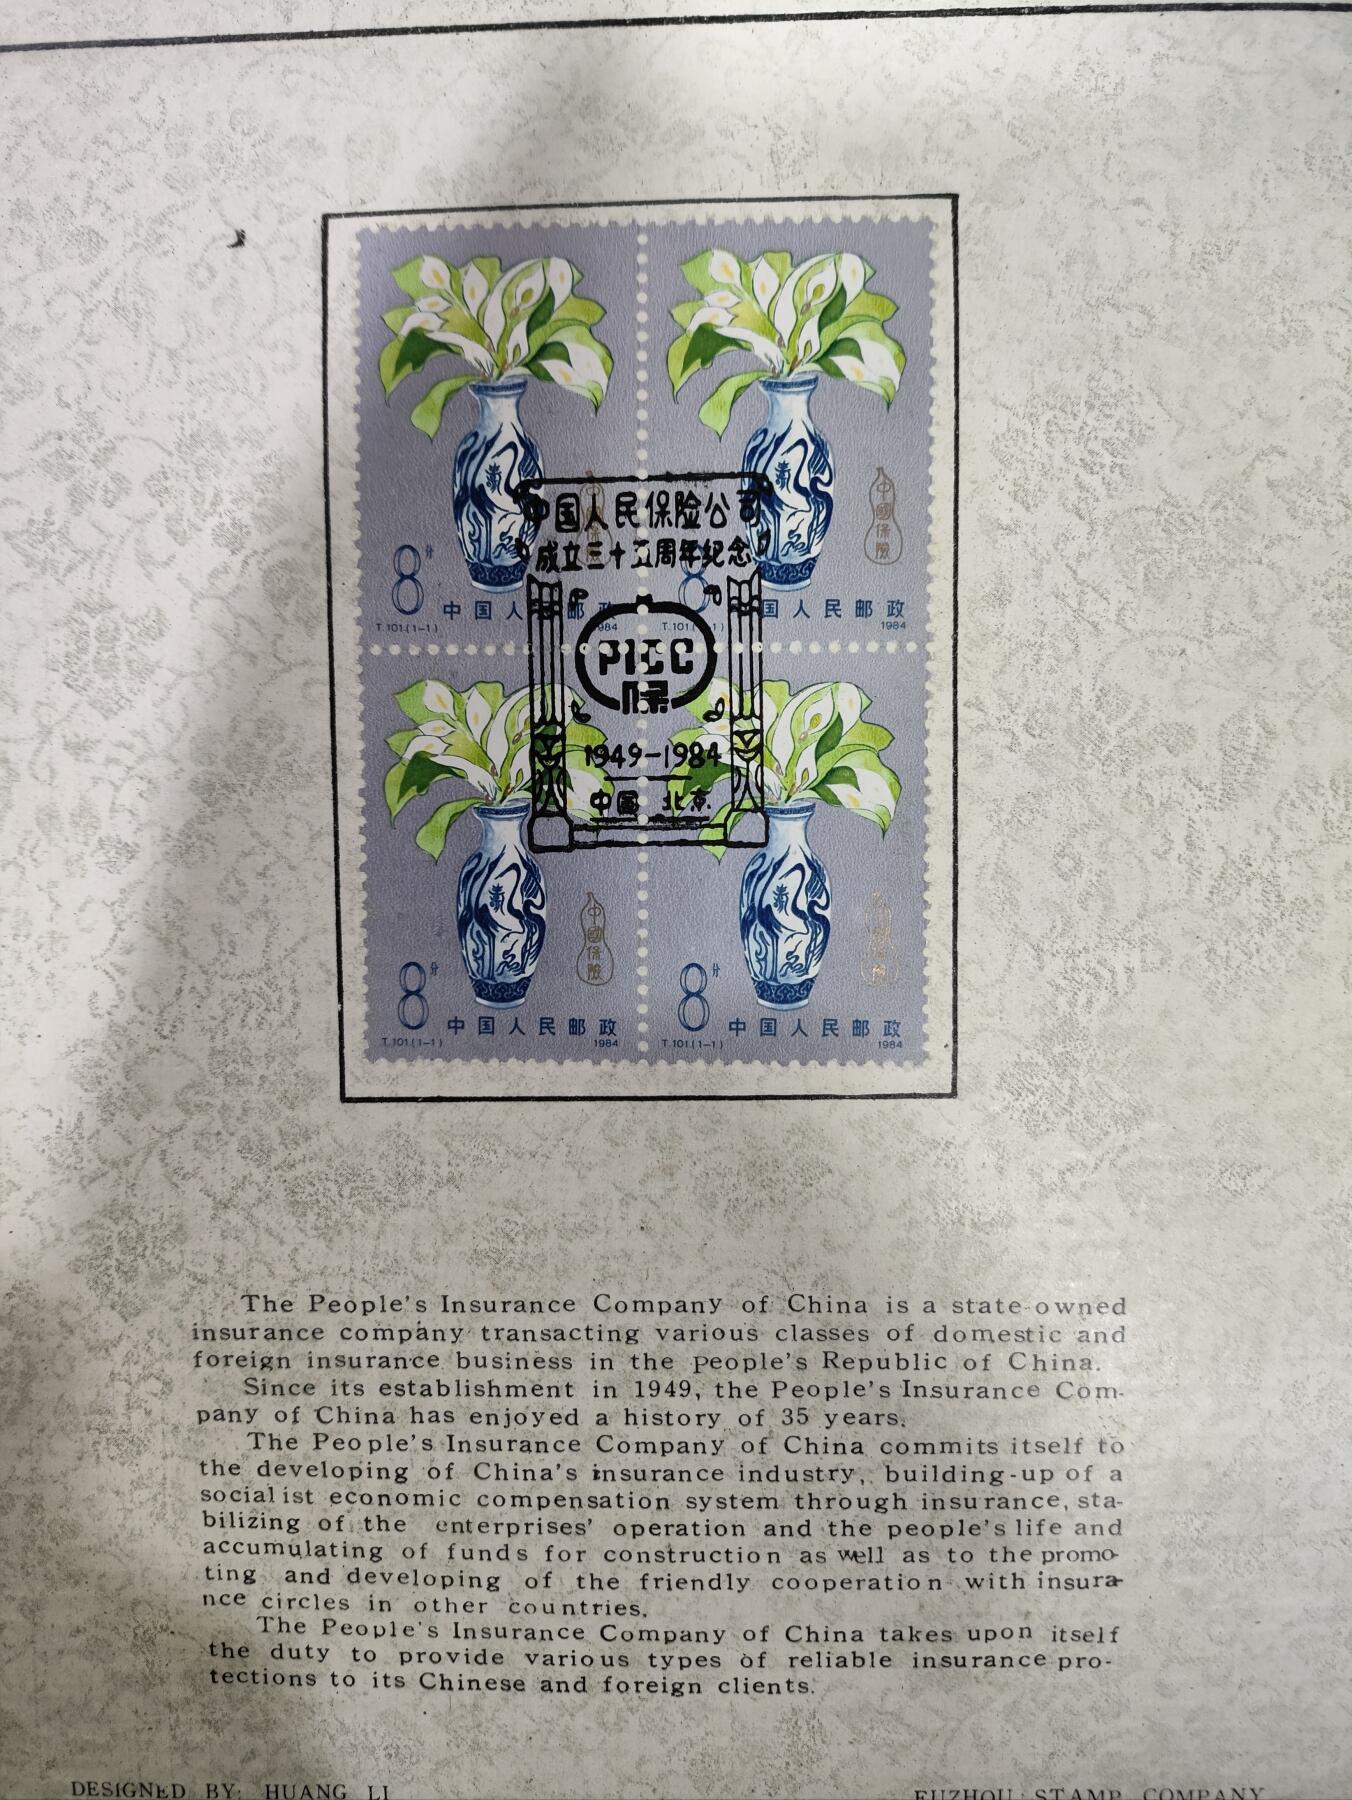 中國保險
中國保險
中国人民保险公司
成立三十五周年纪念
8分
中国人民邮政
T.101.(1-1)
1984
8
国人民邮政
T.101.(1-1)
1984
PICC
保
1949-1984
中国 北京
中國保險
8分
中国人民邮政
T.101.(1-1)
1984
8分
中国人民邮政
T.101.(1-1)
1984
The People's Insurance Company of China is a state-owned
insurance company transacting various classes of domestic and
foreign insurance business in the people's Republic of China.
Since its establishment in 1949, the People's Insurance Com-
pany of China has enjoyed a history of 35 years.
The People's Insurance Company of China commits itself to
the developing of China's insurance industry, building-up of a
socialist economic compensation system through insurance, sta-
bilizing of the enterprises' operation and the people's life and
accumulating of funds for construction as well as to the promo-
ting and developing of the friendly cooperation with insura-
nce circles in other countries.
The People's Insurance Company of China takes upon itself
the duty to provide various types of reliable insurance pro-
tections to its Chinese and foreign clients.
DESIGNED BY: HUANG LI
FUZHOU STAMP COMPANY